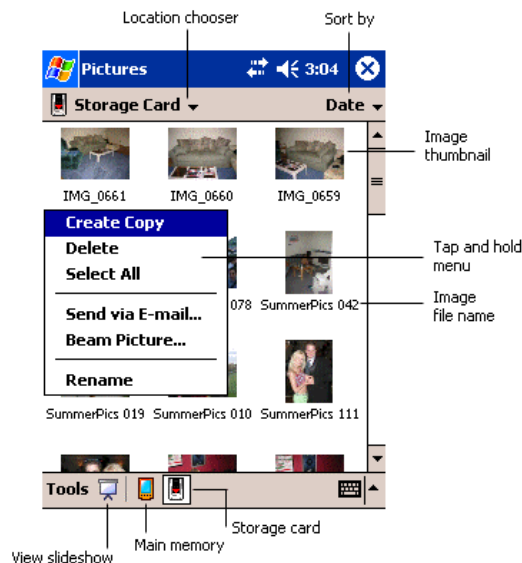 Location chooser
Sort by
Pictures
3:04
Storage Card
Date
Image
thumbnail
IMG_0661
IMG_0660
IMG_0659
Create Copy
Delete
Select All
Send via E-mail...
Beam Picture...
Rename
Tap and hold
menu
078
SummerPics 042
Image
file name
SummerPics 019
SummerPics 010
SummerPics 111
Tools
Storage card
Main memory
View slideshow